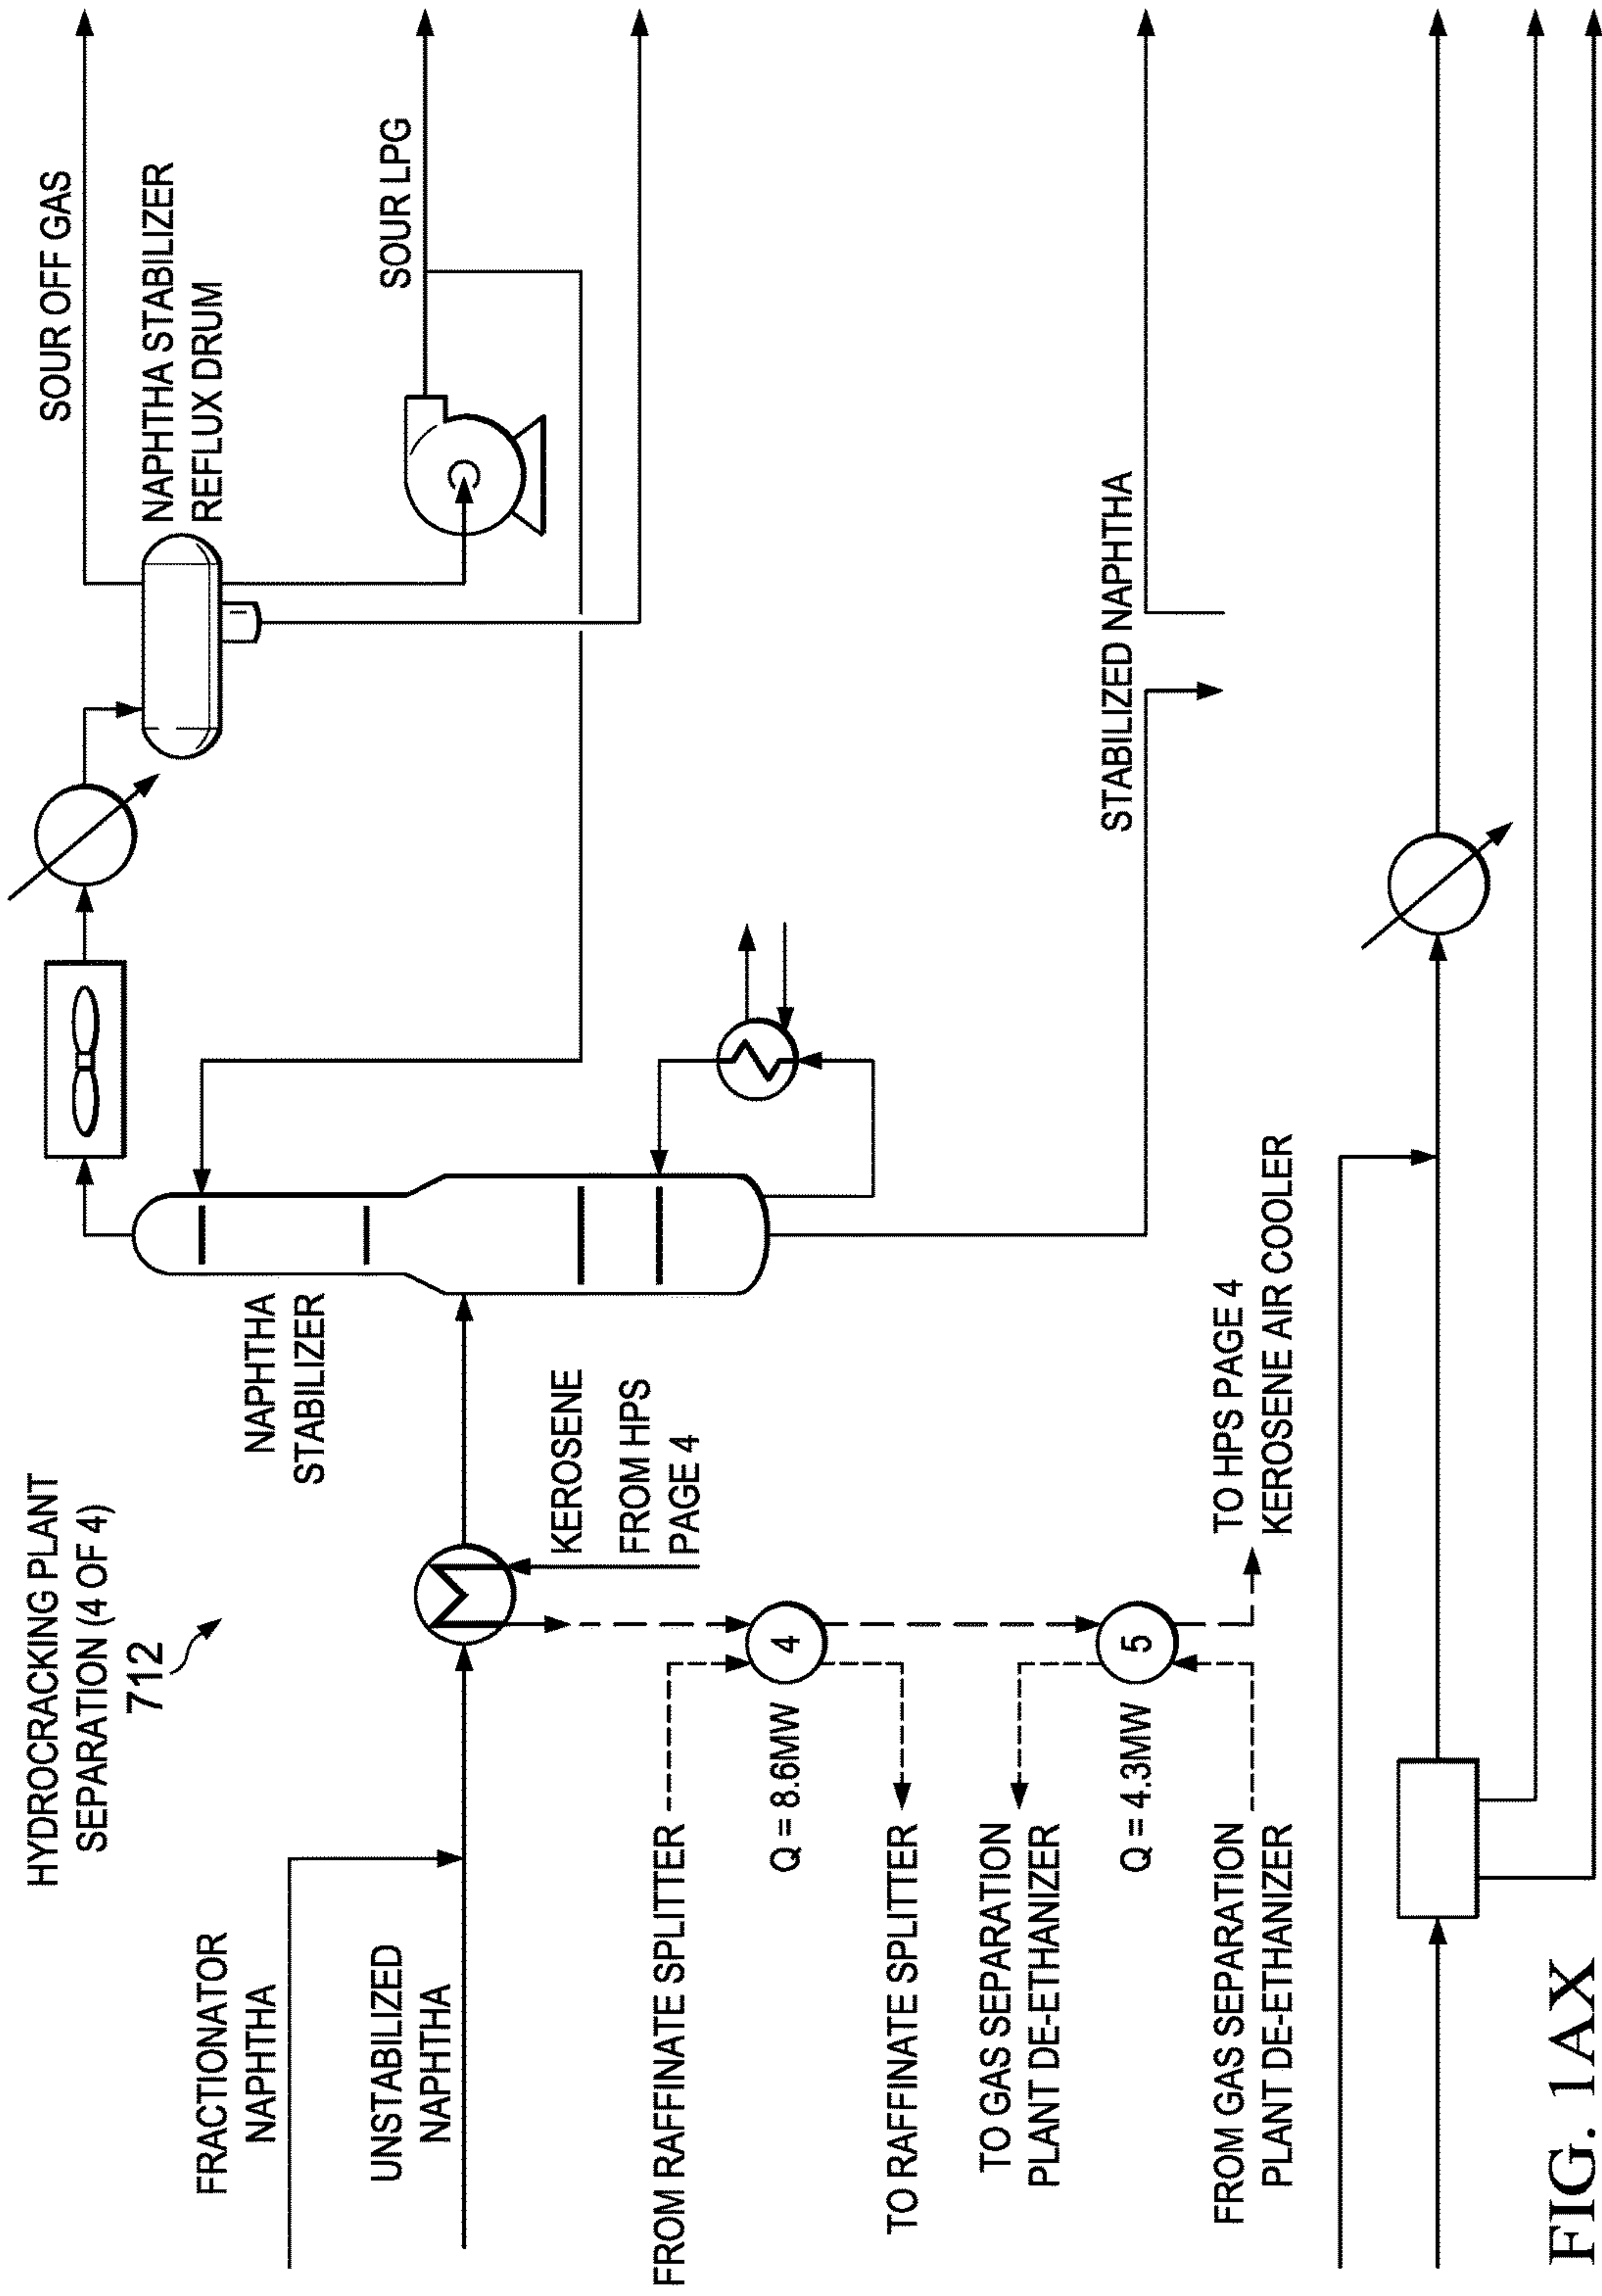 HYDROCRACKING PLANT
SEPARATION (4 OF 4)
712
SOUR OFF GAS
NAPHTHA STABILIZER
REFLUX DRUM
SOUR LPG
NAPHTHA
STABILIZER
FRACTIONATOR
NAPHTHA
UNSTABILIZED
NAPHTHA
KEROSENE
FROM HPS
PAGE 4
FROM RAFFINATE SPLITTER
4
Q = 8.6MW
TO RAFFINATE SPLITTER
TO GAS SEPARATION
PLANT DE-ETHANIZER
5
Q = 4.3MW
FROM GAS SEPARATION
PLANT DE-ETHANIZER
TO HPS PAGE 4
KEROSENE AIR COOLER
STABILIZED NAPHTHA
FIG. 1AX